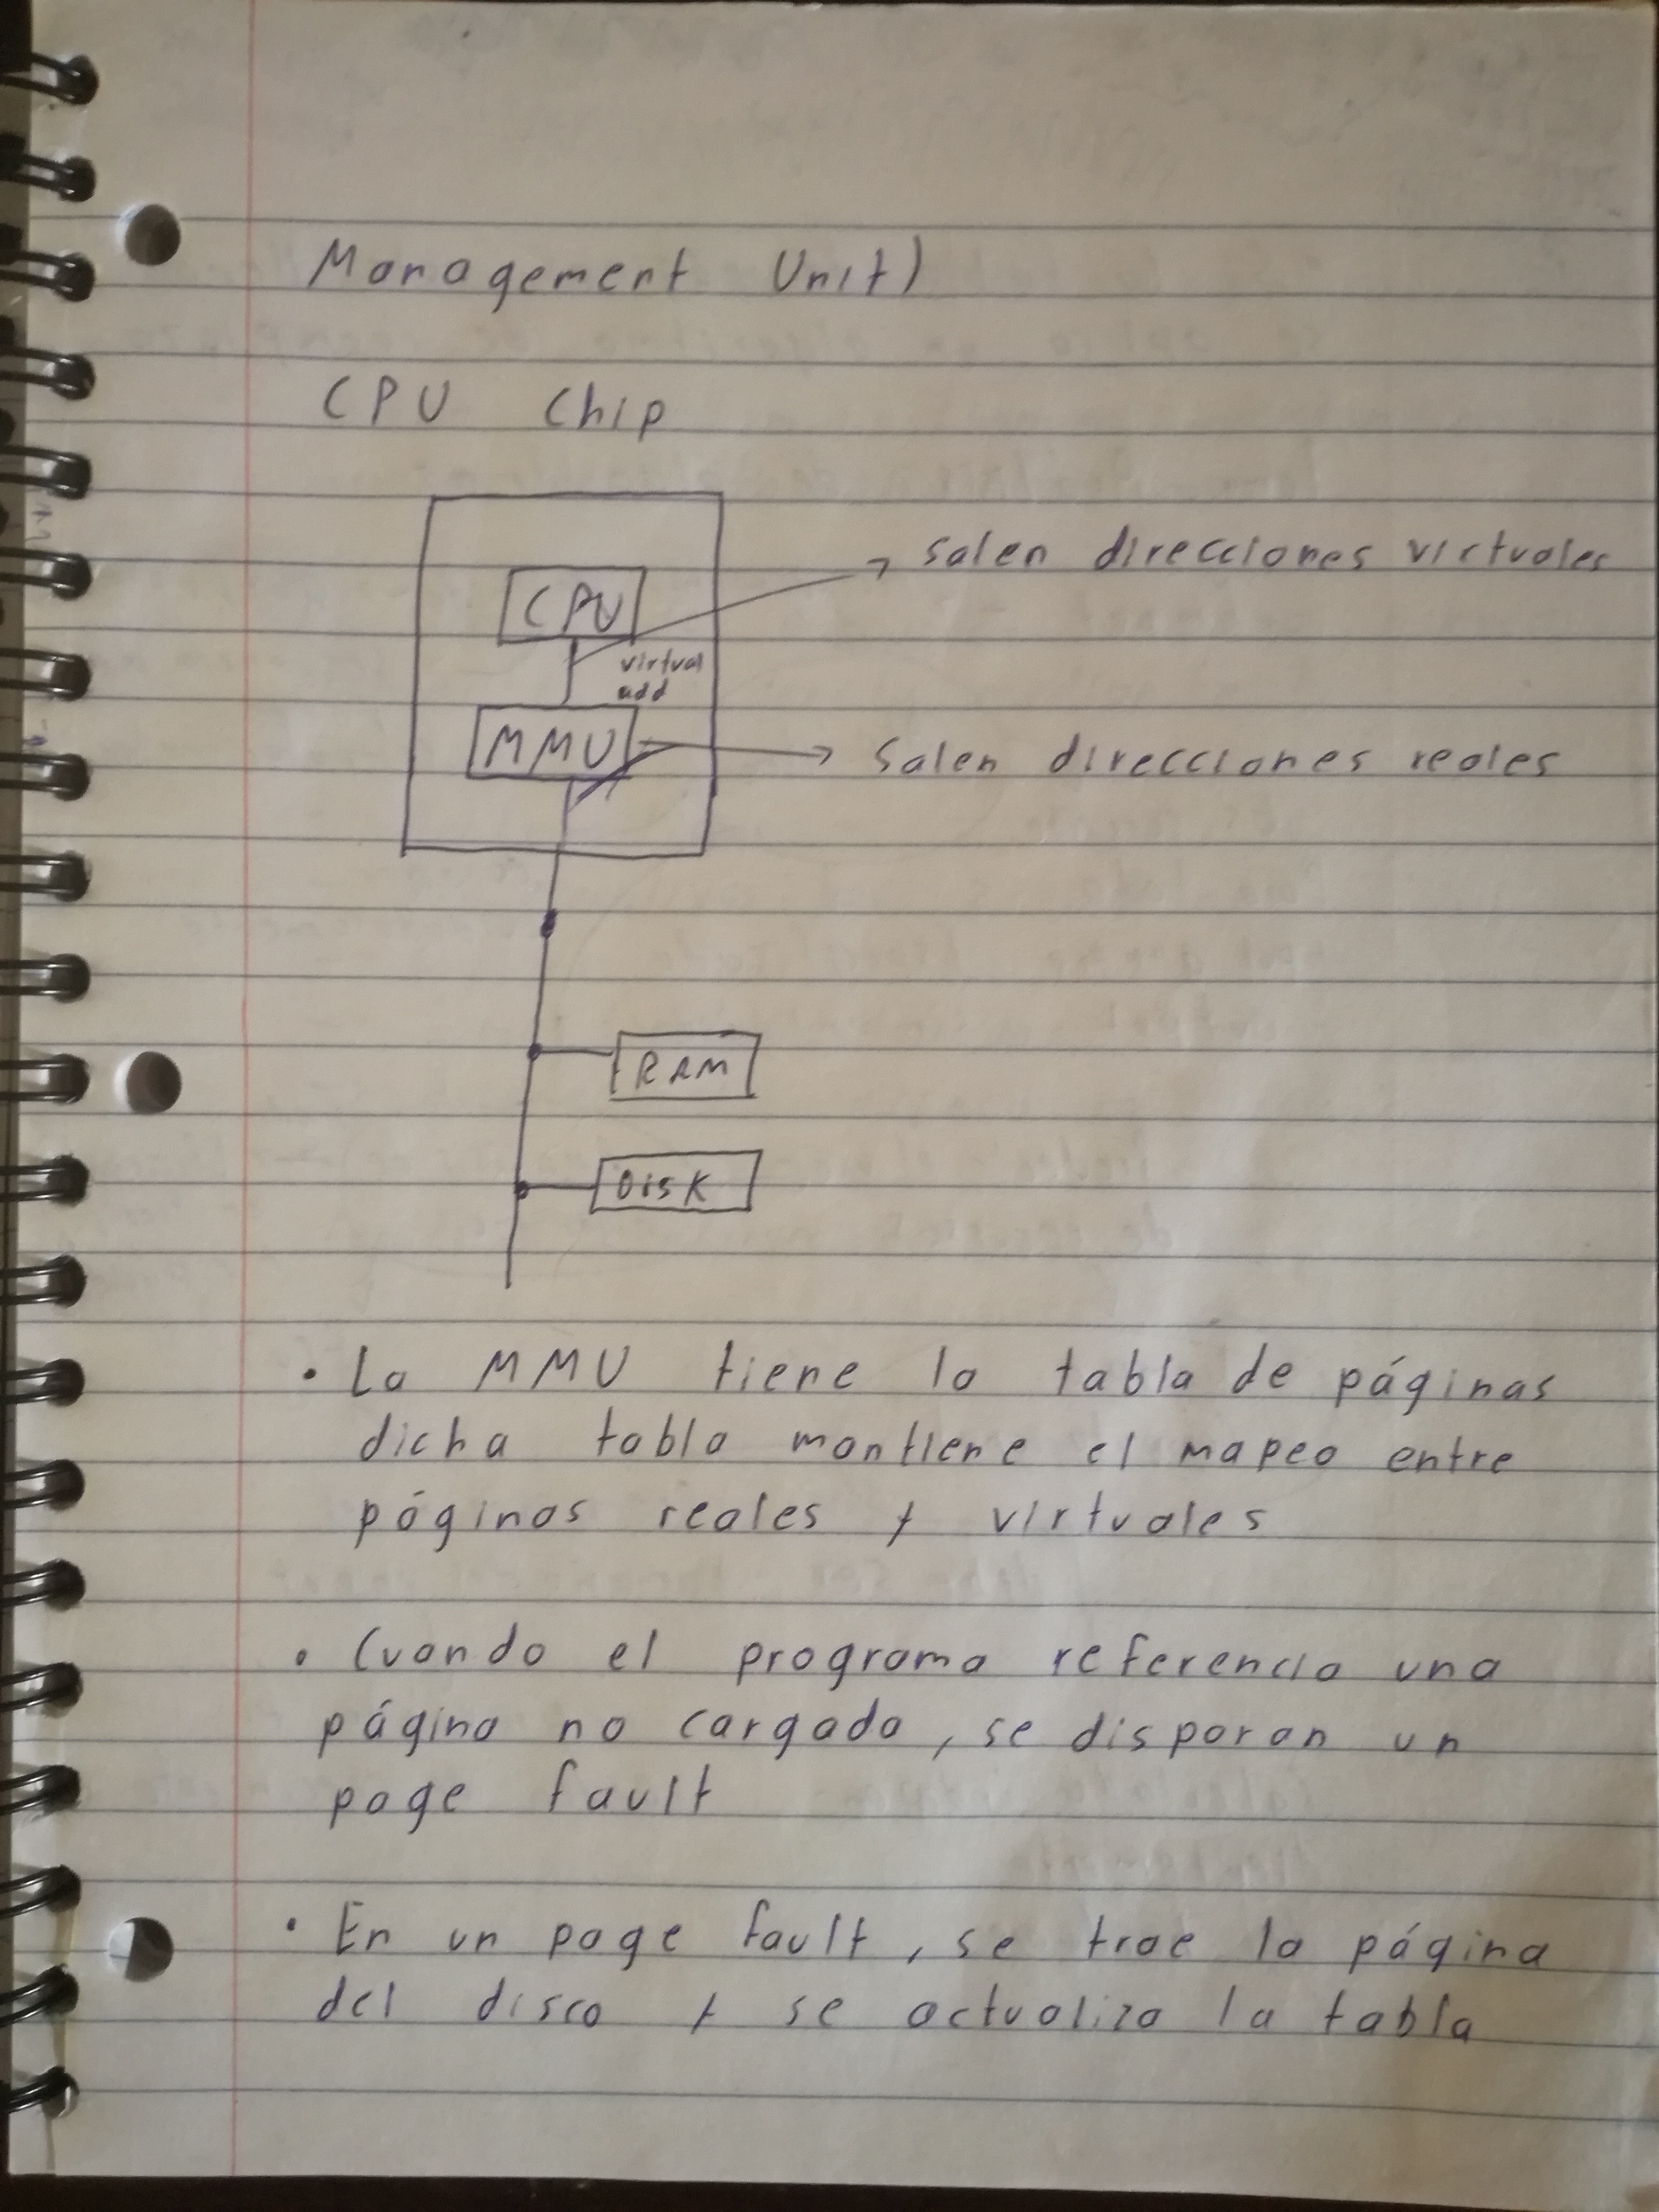 Management Unit)
CPU Chip
CPU
salen direcciones virtuales
virtual
add
MMU
Salen direcciones reales
RAM
Disk
• La MMU tiene la tabla de páginas
dicha tabla mantiene el mapeo entre
páginas reales y virtuales
• Cuando el programa referencia una
página no cargada, se disparan un
page fault
• En un page fault, se trae la página
del disco y se actualiza la tabla